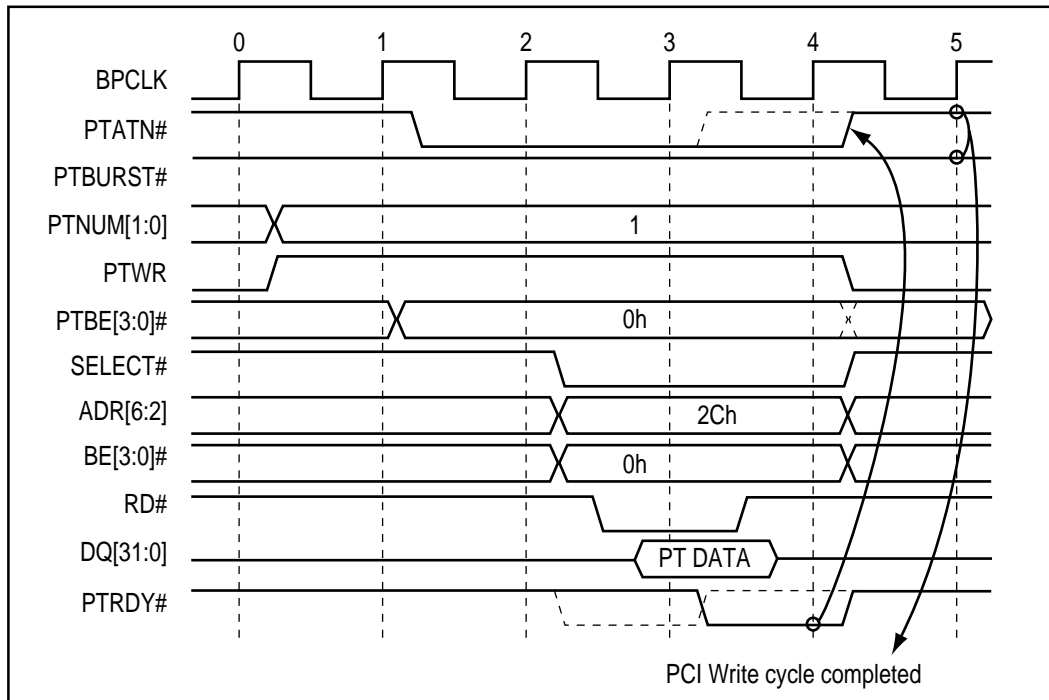 0 1 2 3 4 5
BPCLK
PTATN#
PTBURST#
PTNUM[1:0] 1
PTWR
PTBE[3:0]# 0h
SELECT#
ADR[6:2] 2Ch
BE[3:0]# 0h
RD#
DQ[31:0] PT DATA
PTRDY#
PCI Write cycle completed